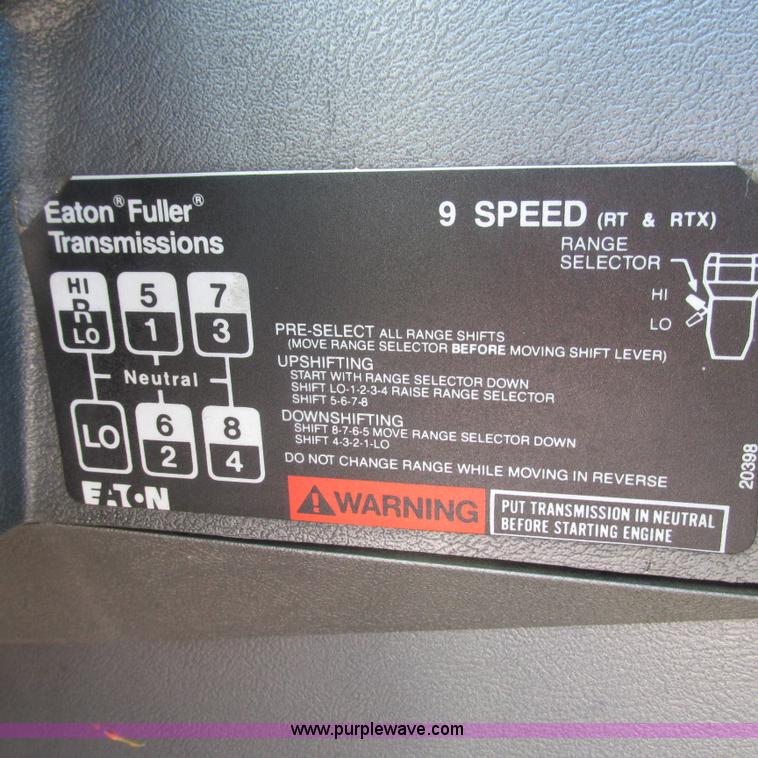 Eaton® Fuller®
Transmissions
9 SPEED (RT & RTX)
RANGE
SELECTOR
HI
LO
HI
R
LO
5
1
7
3
Neutral
LO
6
2
8
4
EATON
PRE-SELECT ALL RANGE SHIFTS
(MOVE RANGE SELECTOR BEFORE MOVING SHIFT LEVER)
UPSHIFTING
START WITH RANGE SELECTOR DOWN
SHIFT LO-1-2-3-4 RAISE RANGE SELECTOR
SHIFT 5-6-7-8
DOWNSHIFTING
SHIFT 8-7-6-5 MOVE RANGE SELECTOR DOWN
SHIFT 4-3-2-1-LO
DO NOT CHANGE RANGE WHILE MOVING IN REVERSE
WARNING
PUT TRANSMISSION IN NEUTRAL
BEFORE STARTING ENGINE
20398
www.purplewave.com